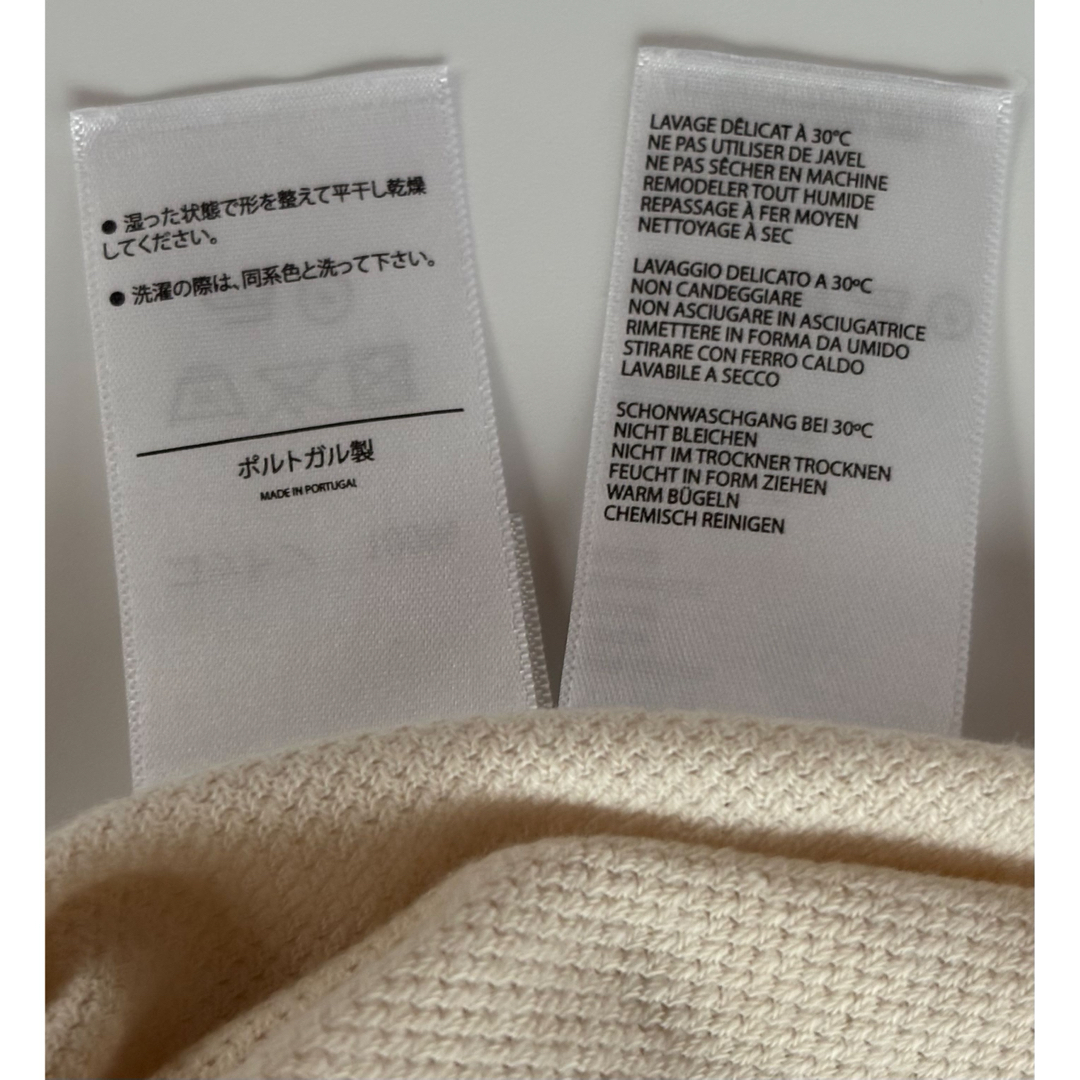 ● 湿った状態で形を整えて平干し乾燥
してください。
● 洗濯の際は、同系色と洗って下さい。
ポルトガル製
MADE IN PORTUGAL
LAVAGE DÊLICAT À 30°C
NE PAS UTILISER DE JAVEL
NE PAS SÊCHER EN MACHINE
REMODELER TOUT HUMIDE
REPASSAGE À FER MOYEN
NETTOYAGE À SEC
LAVAGGIO DELICATO A 30ºC
NON CANDEGGIARE
NON ASCIUGARE IN ASCIUGATRICE
RIMETTERE IN FORMA DA UMIDO
STIRARE CON FERRO CALDO
LAVABILE A SECCO
SCHONWASCHGANG BEI 30ºC
NICHT BLEICHEN
NICHT IM TROCKNER TROCKNEN
FEUCHT IN FORM ZIEHEN
WARM BÜGELN
CHEMISCH REINIGEN